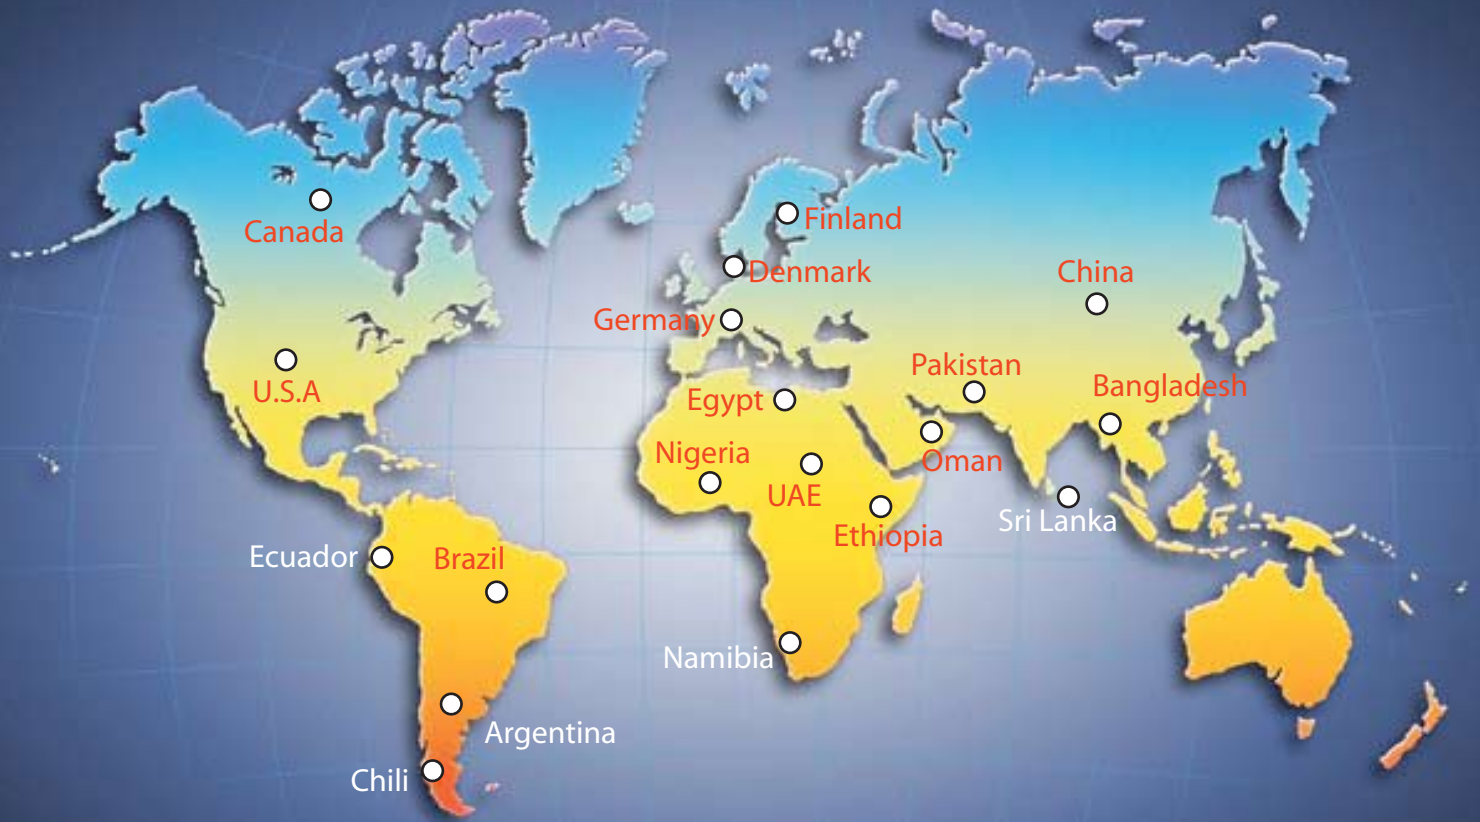 Canada
Finland
Denmark
China
Germany
Pakistan
U.S.A
Bangladesh
Egypt
Nigeria
Oman
UAE
Sri Lanka
Ethiopia
Ecuador
Brazil
Namibia
Argentina
Chili